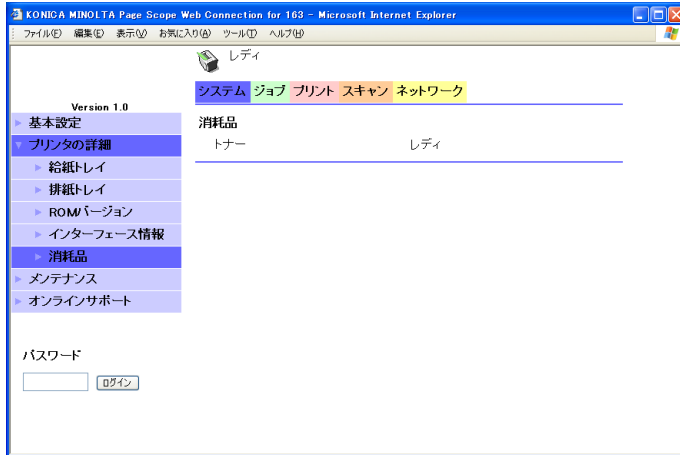 KONICA MINOLTA Page Scope Web Connection for 163 - Microsoft Internet Explorer
ファイル(F) 編集(E) 表示(V) お気に入り(A) ツール(T) ヘルプ(H)
レディ
システム ジョブ プリント スキャン ネットワーク
Version 1.0
基本設定
プリンタの詳細
給紙トレイ
排紙トレイ
ROMバージョン
インターフェース情報
消耗品
メンテナンス
オンラインサポート
パスワード
ログイン
消耗品
トナー レディ